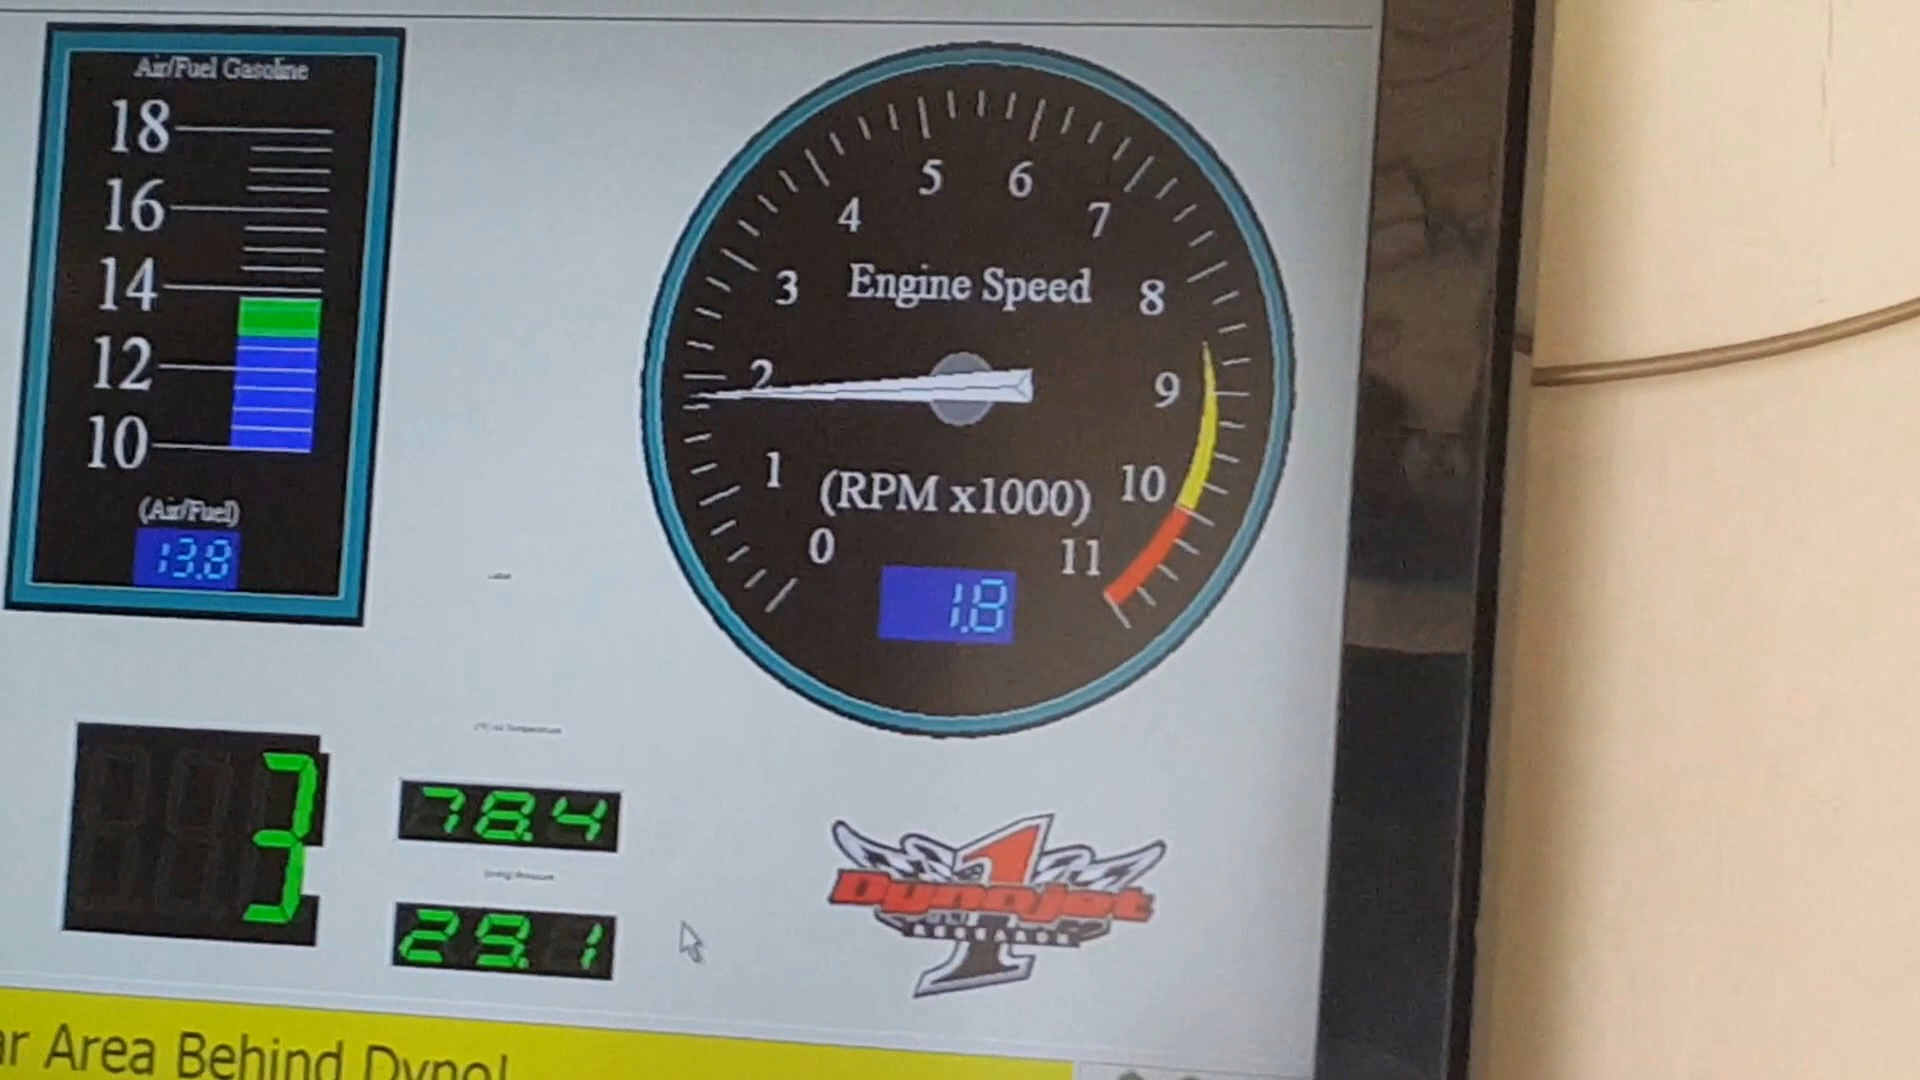 Air/Fuel Gasoline
18
16
14
12
10
(Air/Fuel)
13.8
5 6
4 7
3 Engine Speed 8
2 9
1 (RPM x1000) 10
0 11
1.8
3
78.4
29.1
1
Dynojet
RESEARCH
ar Area Behind Dyno!